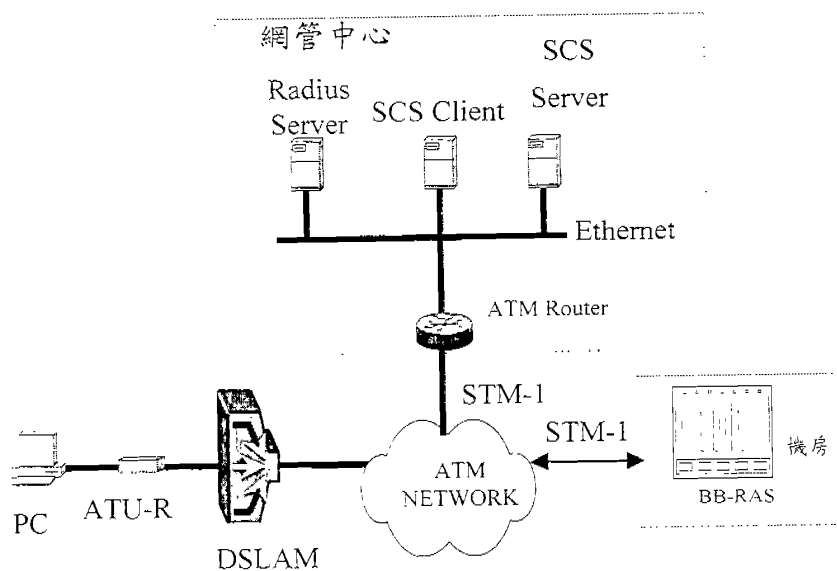 網管中心
SCS
Server
Radius
Server
SCS Client
Ethernet
ATM Router
STM-1
STM-1
機房
ATM
NETWORK
BB-RAS
PC
ATU-R
DSLAM